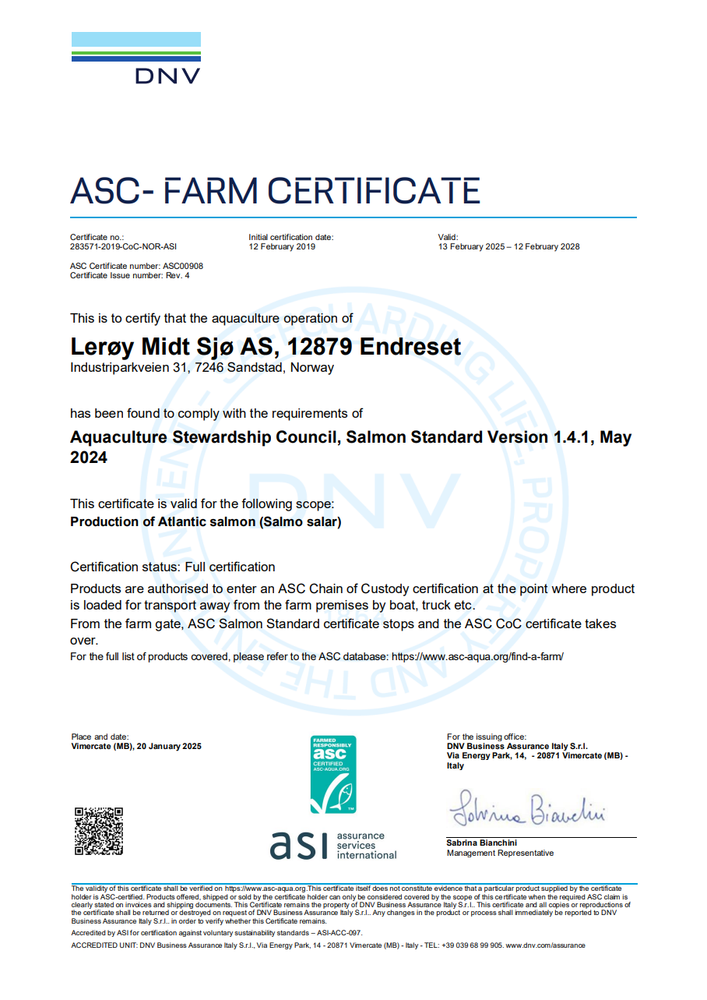 DNV
ASC- FARM CERTIFICATE
Certificate no.:
283571-2019-CoC-NOR-ASI
Initial certification date:
12 February 2019
Valid:
13 February 2025 – 12 February 2028
ASC Certificate number: ASC00908
Certificate Issue number: Rev. 4
This is to certify that the aquaculture operation of
Lerøy Midt Sjø AS, 12879 Endreset
Industriparkveien 31, 7246 Sandstad, Norway
has been found to comply with the requirements of
Aquaculture Stewardship Council, Salmon Standard Version 1.4.1, May
2024
This certificate is valid for the following scope:
Production of Atlantic salmon (Salmo salar)
Certification status: Full certification
Products are authorised to enter an ASC Chain of Custody certification at the point where product
is loaded for transport away from the farm premises by boat, truck etc.
From the farm gate, ASC Salmon Standard certificate stops and the ASC CoC certificate takes
over.
For the full list of products covered, please refer to the ASC database: https://www.asc-aqua.org/find-a-farm/
SAFEGUARDING LIFE, PROPERTY AND THE ENVIRONMENT –
DNV
1864
Place and date:
Vimercate (MB), 20 January 2025
FARMED
RESPONSIBLY
asc
CERTIFIED
ASC-AQUA.ORG
TM
asi
assurance
services
international
For the issuing office:
DNV Business Assurance Italy S.r.l.
Via Energy Park, 14, - 20871 Vimercate (MB) -
Italy
Sabrina Bianchini
Sabrina Bianchini
Management Representative
The validity of this certificate shall be verified on https://www.asc-aqua.org.This certificate itself does not constitute evidence that a particular product supplied by the certificate
holder is ASC-certified. Products offered, shipped or sold by the certificate holder can only be considered covered by the scope of this certificate when the required ASC claim is
clearly stated on invoices and shipping documents. This Certificate remains the property of DNV Business Assurance Italy S.r.l.. This certificate and all copies or reproductions of
the certificate shall be returned or destroyed on request of DNV Business Assurance Italy S.r.l.. Any changes in the product or process shall immediately be reported to DNV
Business Assurance Italy S.r.l.. in order to verify whether this Certificate remains.
Accredited by ASI for certification against voluntary sustainability standards – ASI-ACC-097.
ACCREDITED UNIT: DNV Business Assurance Italy S.r.l., Via Energy Park, 14 - 20871 Vimercate (MB) - Italy - TEL: +39 039 68 99 905. www.dnv.com/assurance